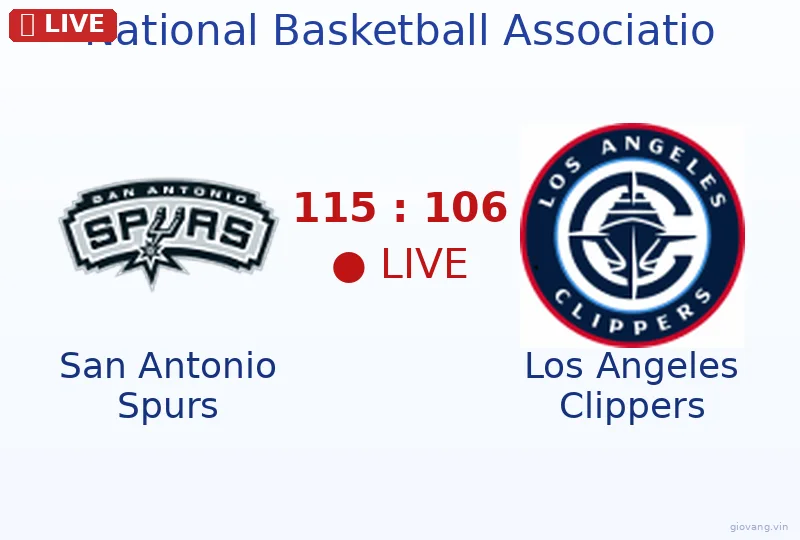 LIVE
National Basketball Associatio
SAN ANTONIO
SPURS
LOS ANGELES
CLIPPERS
115 : 106
● LIVE
San Antonio
Spurs
Los Angeles
Clippers
giovang.vin